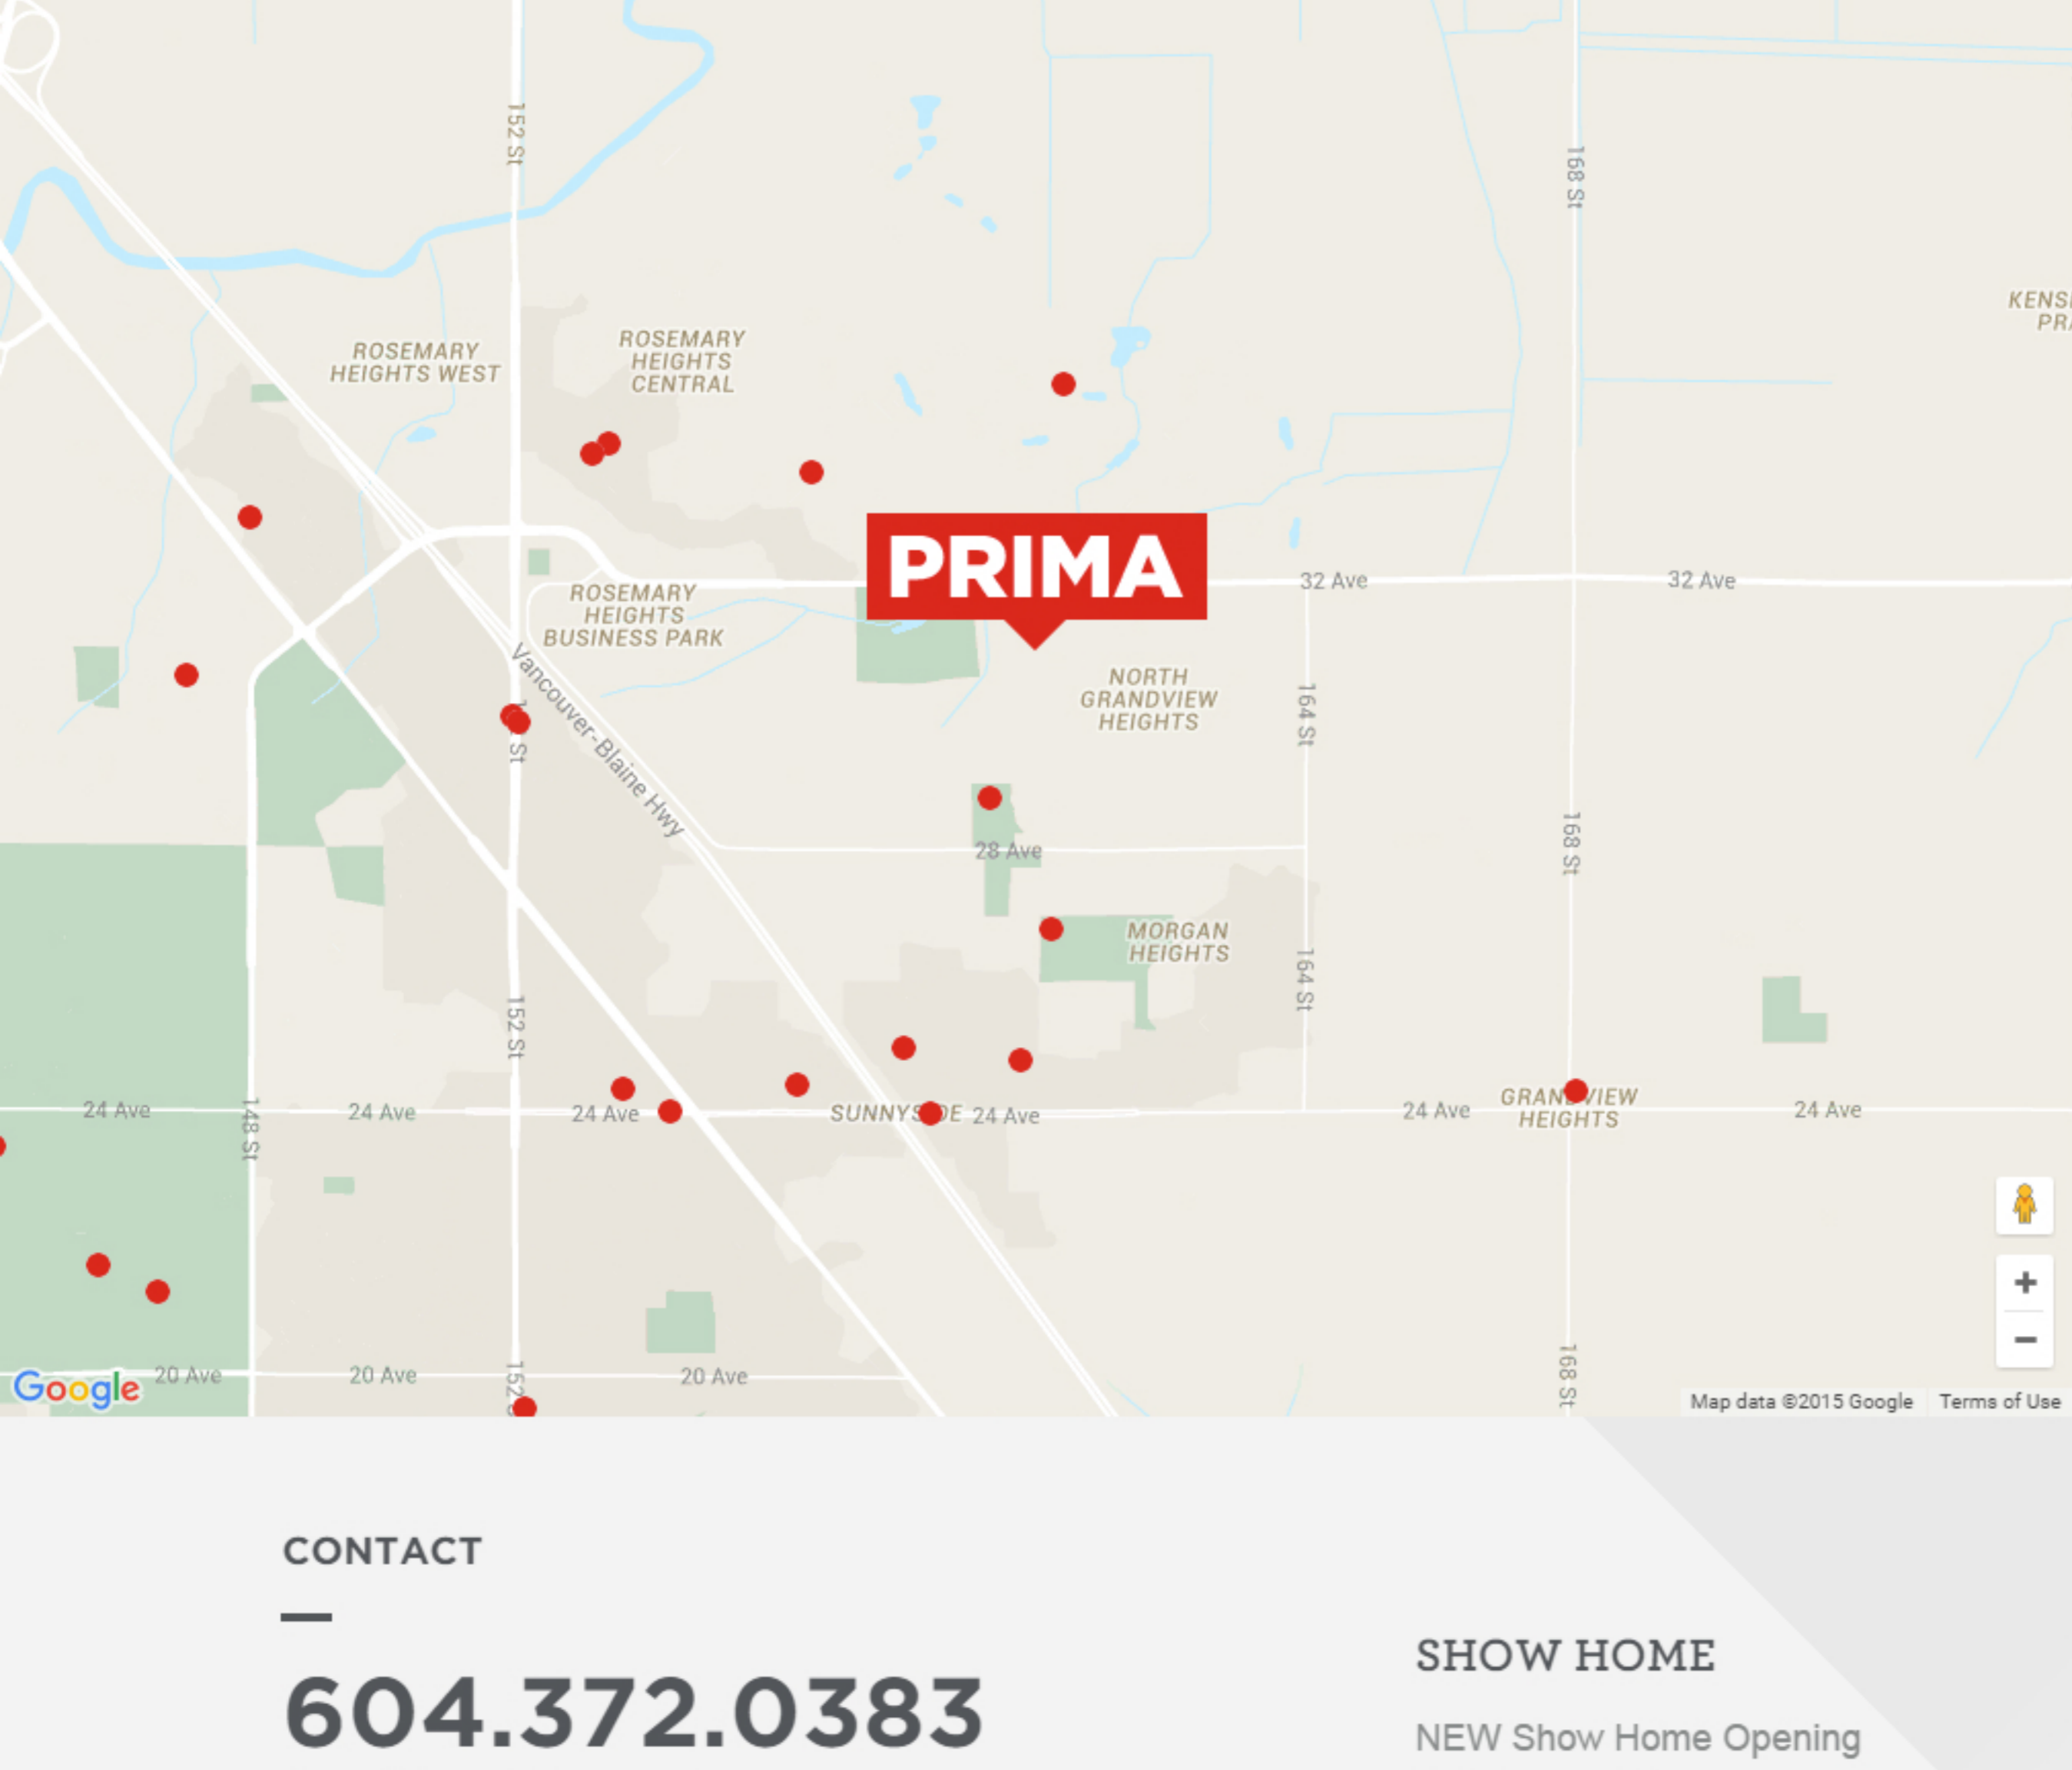 152 St
168 St
KENS
PR
ROSEMARY
HEIGHTS WEST
ROSEMARY
HEIGHTS
CENTRAL
PRIMA
32 Ave
32 Ave
ROSEMARY
HEIGHTS
BUSINESS PARK
Vancouver-Blaine Hwy
St
NORTH
GRANDVIEW
HEIGHTS
164 St
168 St
28 Ave
MORGAN
HEIGHTS
164 St
152 St
148 St
24 Ave
24 Ave
24 Ave
SUNNYSIDE
24 Ave
24 Ave
GRANDVIEW
HEIGHTS
24 Ave
+
−
Google
20 Ave
20 Ave
152
20 Ave
168 St
Map data ©2015 Google
Terms of Use
CONTACT
604.372.0383
SHOW HOME
NEW Show Home Opening